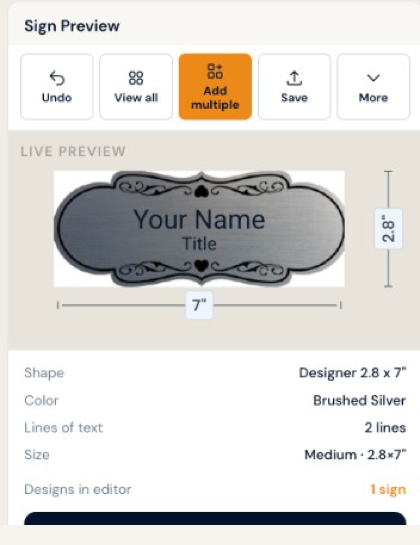 Sign Preview
Undo
View all
Add
multiple
Save
More
LIVE PREVIEW
Your Name
Title
2.8"
7"
Shape Designer 2.8 x 7"
Color Brushed Silver
Lines of text 2 lines
Size Medium · 2.8×7"
Designs in editor 1 sign